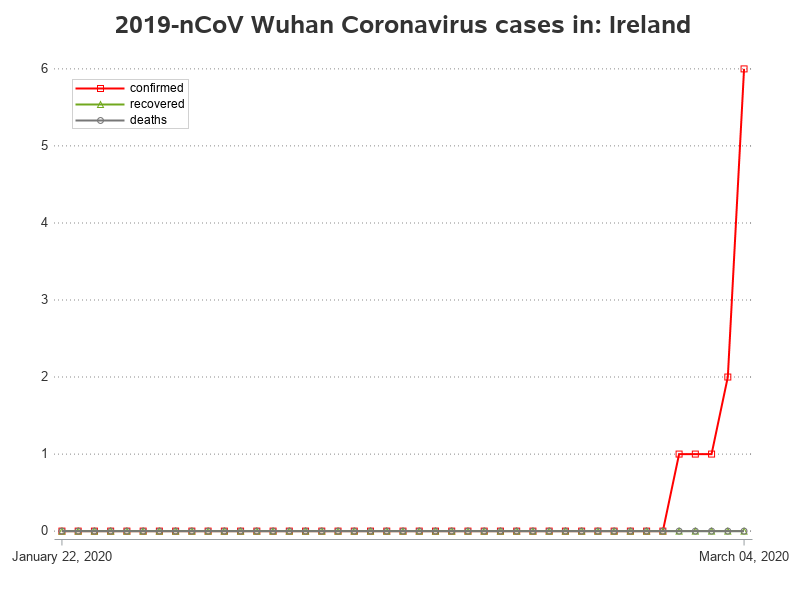 2019-nCoV Wuhan Coronavirus cases in: Ireland
6
confirmed
recovered
deaths
5
4
3
2
1
0
January 22, 2020
March 04, 2020